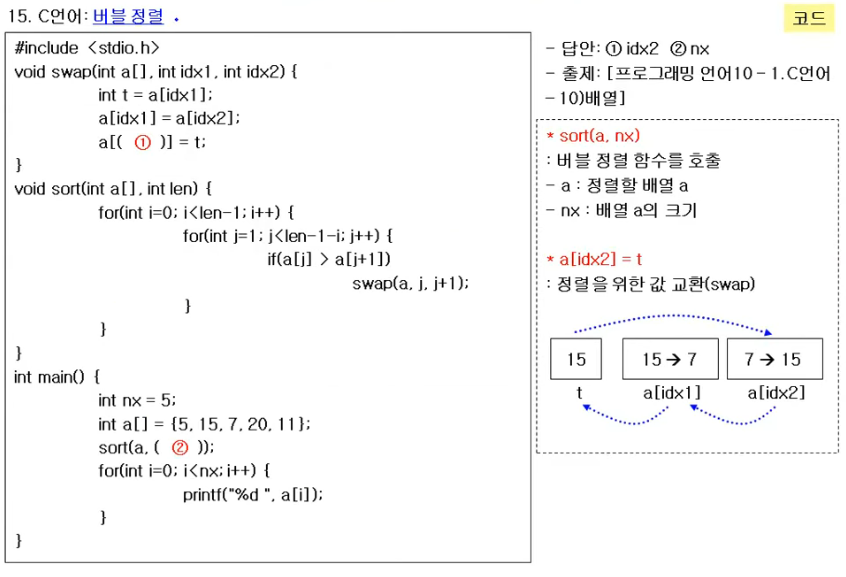 15. C언어: 버블 정렬 .
코드
#include <stdio.h>
void swap(int a[], int idx1, int idx2) {
int t = a[idx1];
a[idx1] = a[idx2];
a[( ① )] = t;
}
void sort(int a[], int len) {
for(int i=0; i<len-1; i++) {
for(int j=1; j<len-1-i; j++) {
if(a[j] > a[j+1])
swap(a, j, j+1);
}
}
}
int main() {
int nx = 5;
int a[] = {5, 15, 7, 20, 11};
sort(a, ( ② ));
for(int i=0; i<nx; i++) {
printf("%d ", a[i]);
}
}
- 답안: ① idx2 ② nx
- 출제: [프로그래밍 언어10 - 1.C언어
- 10)배열]
* sort(a, nx)
: 버블 정렬 함수를 호출
- a : 정렬할 배열 a
- nx : 배열 a의 크기
* a[idx2] = t
: 정렬을 위한 값 교환(swap)
15 15 → 7 7 → 15
t a[idx1] a[idx2]